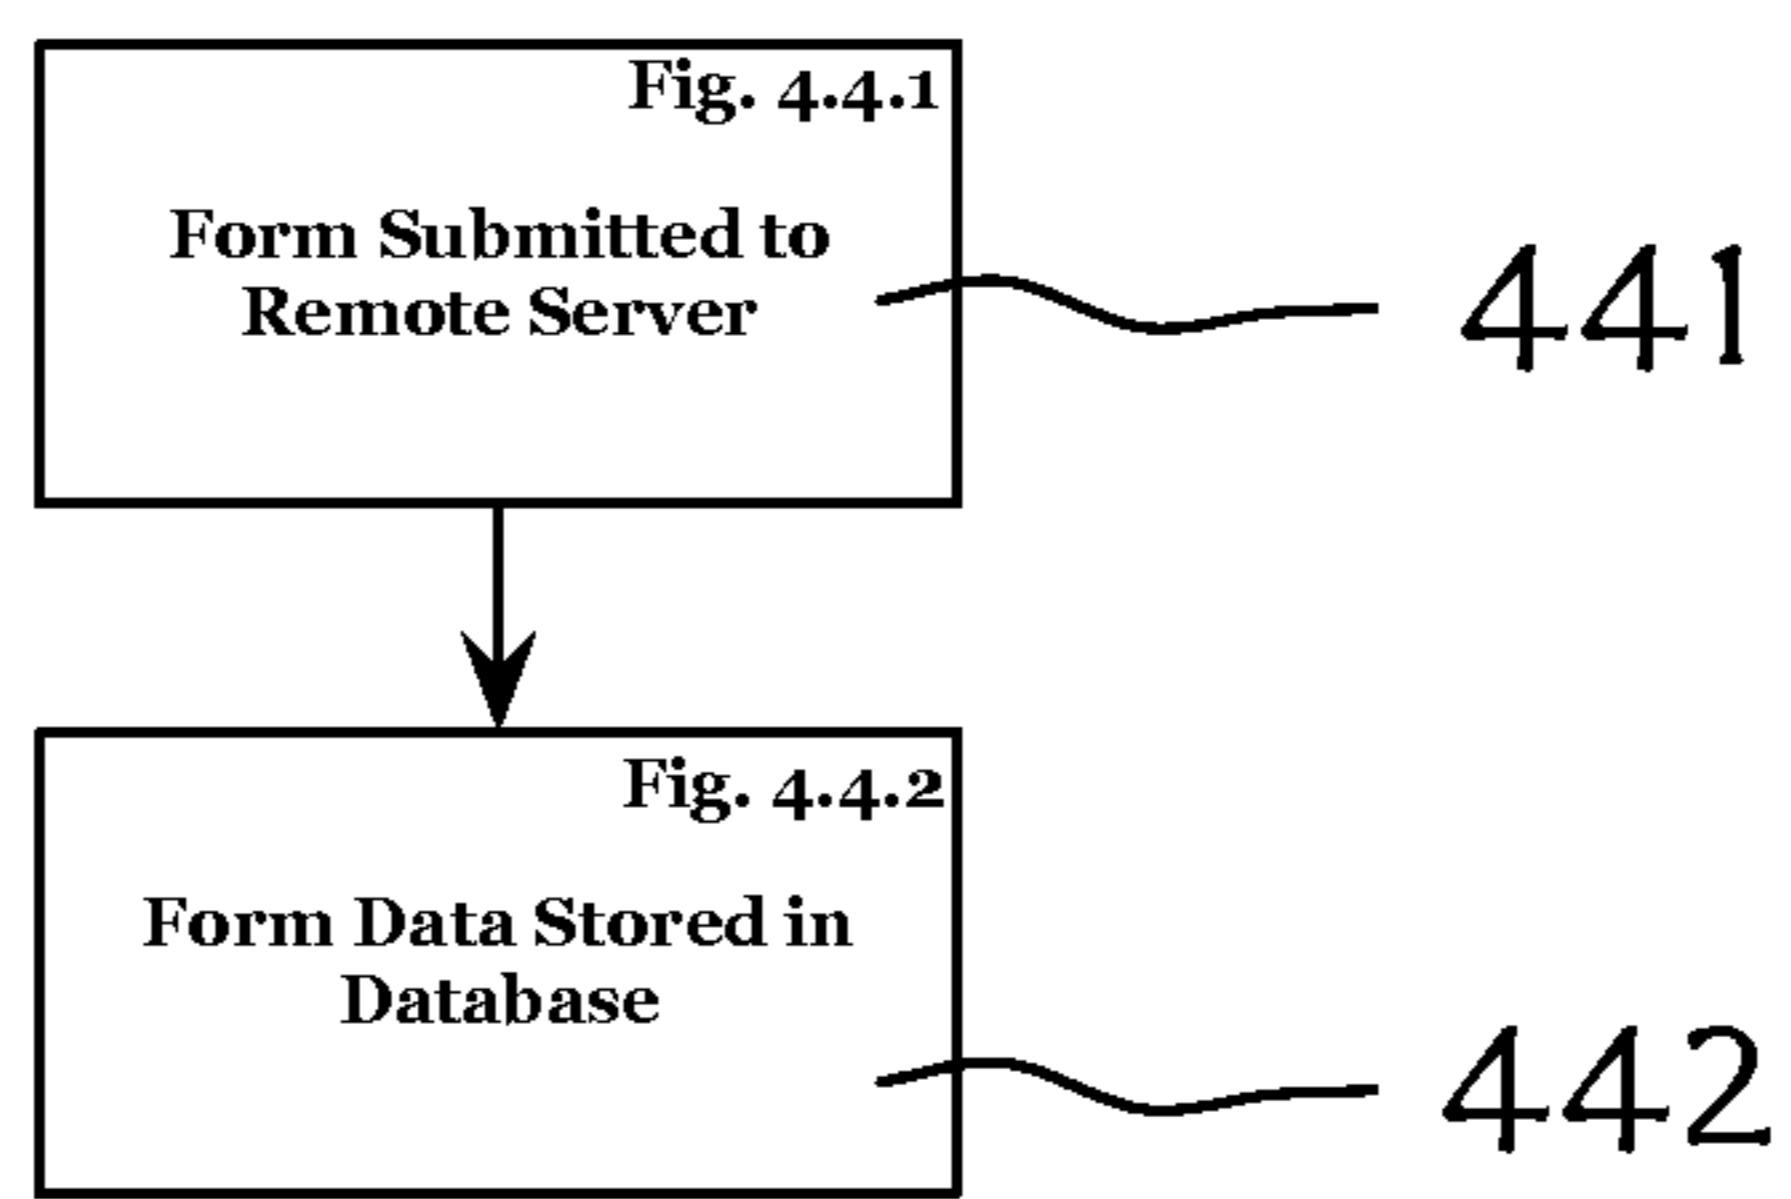 Fig. 4.4.1
Form Submitted to
Remote Server
441
Fig. 4.4.2
Form Data Stored in
Database
442